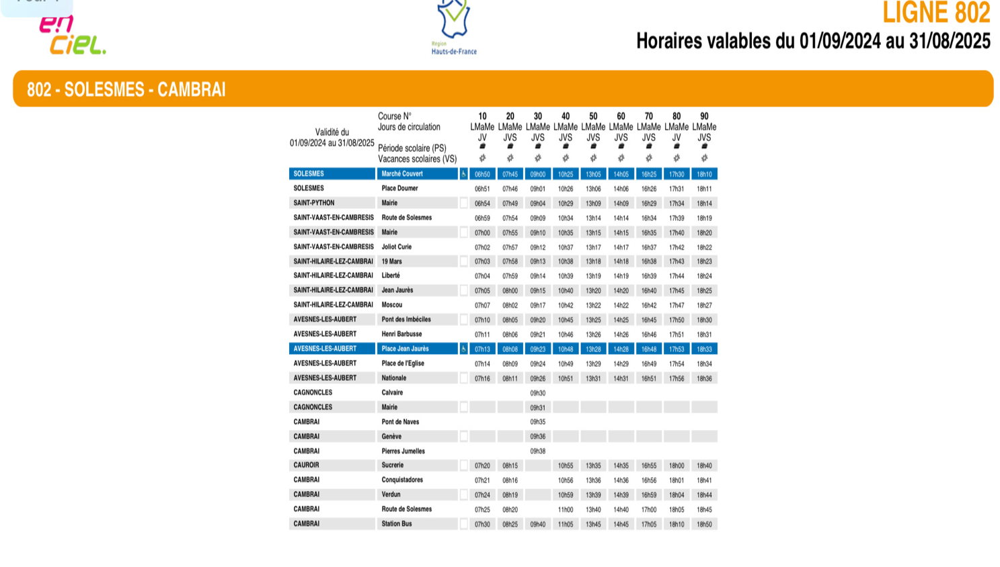 en
ciel.
Région
Hauts-de-France
LIGNE 802
Horaires valables du 01/09/2024 au 31/08/2025
802 - SOLESMES - CAMBRAI
Validité du
01/09/2024 au 31/08/2025
Course N° 10 20 30 40 50 60 70 80 90
Jours de circulation LMaMe LMaMe LMaMe LMaMe LMaMe LMaMe LMaMe LMaMe LMaMe
JV JVS JVS JVS JVS JVS JVS JV JVS
Période scolaire (PS)
Vacances scolaires (VS)
SOLESMES Marché Couvert 06h50 07h45 09h00 10h25 13h05 14h05 16h25 17h30 18h10
SOLESMES Place Doumer 06h51 07h46 09h01 10h26 13h06 14h06 16h26 17h31 18h11
SAINT-PYTHON Mairie 06h54 07h49 09h04 10h29 13h09 14h09 16h29 17h34 18h14
SAINT-VAAST-EN-CAMBRESIS Route de Solesmes 06h59 07h54 09h09 10h34 13h14 14h14 16h34 17h39 18h19
SAINT-VAAST-EN-CAMBRESIS Mairie 07h00 07h55 09h10 10h35 13h15 14h15 16h35 17h40 18h20
SAINT-VAAST-EN-CAMBRESIS Joliot Curie 07h02 07h57 09h12 10h37 13h17 14h17 16h37 17h42 18h22
SAINT-HILAIRE-LEZ-CAMBRAI 19 Mars 07h03 07h58 09h13 10h38 13h18 14h18 16h38 17h43 18h23
SAINT-HILAIRE-LEZ-CAMBRAI Liberté 07h04 07h59 09h14 10h39 13h19 14h19 16h39 17h44 18h24
SAINT-HILAIRE-LEZ-CAMBRAI Jean Jaurès 07h05 08h00 09h15 10h40 13h20 14h20 16h40 17h45 18h25
SAINT-HILAIRE-LEZ-CAMBRAI Moscou 07h07 08h02 09h17 10h42 13h22 14h22 16h42 17h47 18h27
AVESNES-LES-AUBERT Pont des Imbéciles 07h10 08h05 09h20 10h45 13h25 14h25 16h45 17h50 18h30
AVESNES-LES-AUBERT Henri Barbusse 07h11 08h06 09h21 10h46 13h26 14h26 16h46 17h51 18h31
AVESNES-LES-AUBERT Place Jean Jaurès 07h13 08h08 09h23 10h48 13h28 14h28 16h48 17h53 18h33
AVESNES-LES-AUBERT Place de l'Eglise 07h14 08h09 09h24 10h49 13h29 14h29 16h49 17h54 18h34
AVESNES-LES-AUBERT Nationale 07h16 08h11 09h26 10h51 13h31 14h31 16h51 17h56 18h36
CAGNONCLES Calvaire 09h30
CAGNONCLES Mairie 09h31
CAMBRAI Pont de Naves 09h35
CAMBRAI Genève 09h36
CAMBRAI Pierres Jumelles 09h38
CAUROIR Sucrerie 07h20 08h15 10h55 13h35 14h35 16h55 18h00 18h40
CAMBRAI Conquistadores 07h21 08h16 10h56 13h36 14h36 16h56 18h01 18h41
CAMBRAI Verdun 07h24 08h19 10h59 13h39 14h39 16h59 18h04 18h44
CAMBRAI Route de Solesmes 07h25 08h20 11h00 13h40 14h40 17h00 18h05 18h45
CAMBRAI Station Bus 07h30 08h25 09h40 11h05 13h45 14h45 17h05 18h10 18h50